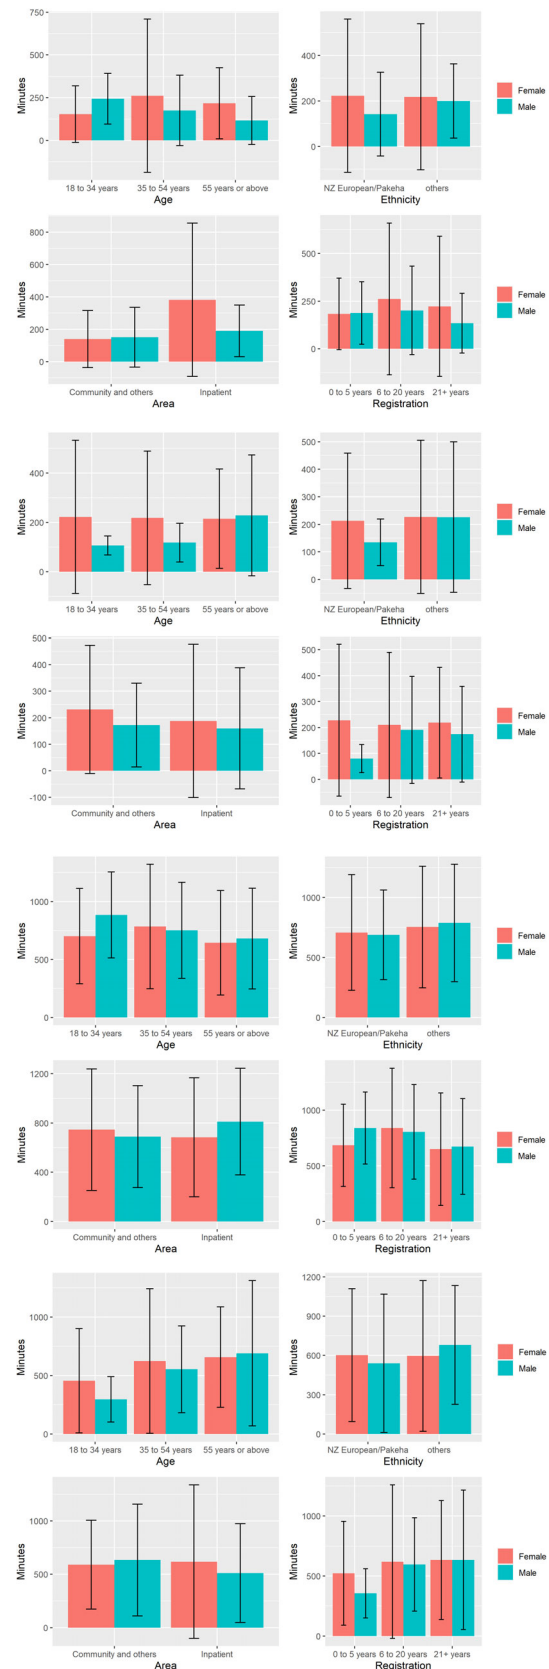 750
500
250
0
Minutes
18 to 34 years 35 to 54 years 55 years or above
Age
400
200
0
Minutes
NZ European/Pakeha others
Ethnicity
Female
Male
800
600
400
200
0
Minutes
Community and others Inpatient
Area
500
250
0
Minutes
0 to 5 years 6 to 20 years 21+ years
Registration
Female
Male
400
200
0
Minutes
18 to 34 years 35 to 54 years 55 years or above
Age
500
400
300
200
100
0
Minutes
NZ European/Pakeha others
Ethnicity
Female
Male
500
400
300
200
100
0
-100
Minutes
Community and others Inpatient
Area
500
400
300
200
100
0
Minutes
0 to 5 years 6 to 20 years 21+ years
Registration
Female
Male
1000
500
0
Minutes
18 to 34 years 35 to 54 years 55 years or above
Age
1000
500
0
Minutes
NZ European/Pakeha others
Ethnicity
Female
Male
1200
800
400
0
Minutes
Community and others Inpatient
Area
1000
500
0
Minutes
0 to 5 years 6 to 20 years 21+ years
Registration
Female
Male
1000
500
0
Minutes
18 to 34 years 35 to 54 years 55 years or above
Age
1200
900
600
300
0
Minutes
NZ European/Pakeha others
Ethnicity
Female
Male
1000
500
0
Minutes
Community and others Inpatient
Area
1000
500
0
Minutes
0 to 5 years 6 to 20 years 21+ years
Registration
Female
Male